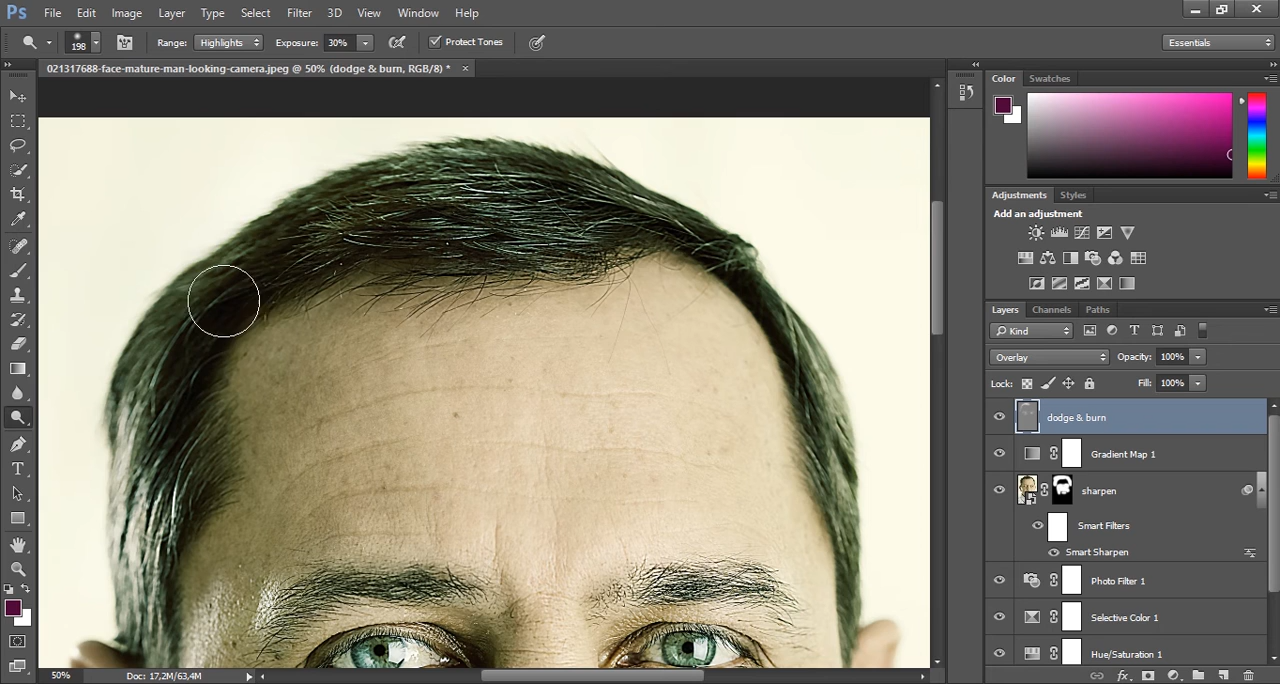 Ps File Edit Image Layer Type Select Filter 3D View Window Help
198 Range: Highlights Exposure: 30% Protect Tones Essentials
021317688-face-mature-man-looking-camera.jpeg @ 50% (dodge & burn, RGB/8) * ×
Color Swatches
Adjustments Styles
Add an adjustment
Layers Channels Paths
Kind T
Overlay Opacity: 100%
Lock: Fill: 100%
dodge & burn
Gradient Map 1
sharpen
Smart Filters
Smart Sharpen
Photo Filter 1
Selective Color 1
Hue/Saturation 1
T
50% Doc: 17,2M/63,4M
fx